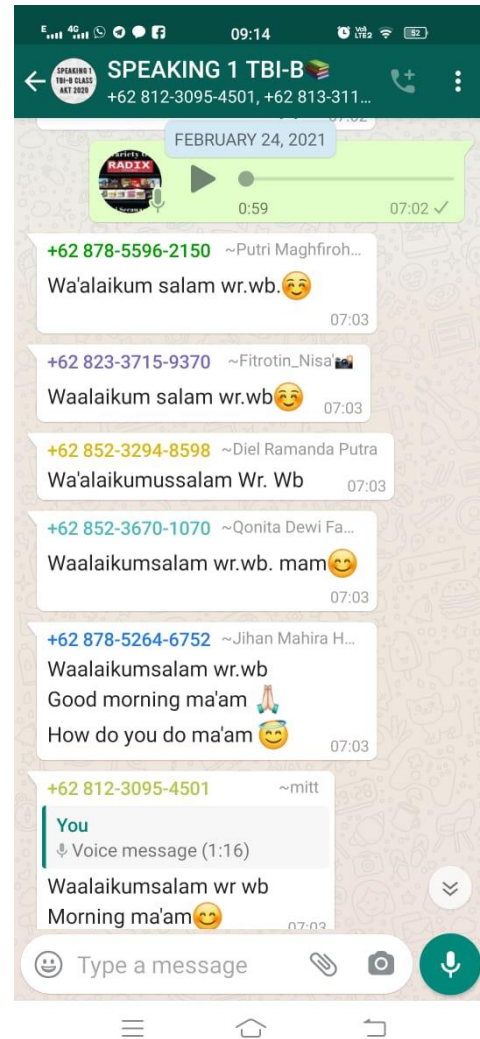 09:14
52
SPEAKING 1 TBI-B📚
+62 812-3095-4501, +62 813-311...
FEBRUARY 24, 2021
RADIX
0:59 07:02
+62 878-5596-2150 ~Putri Maghfiroh...
Wa'alaikum salam wr.wb.☺️
07:03
+62 823-3715-9370 ~Fitrotin_Nisa'📸
Waalaikum salam wr.wb☺️
07:03
+62 852-3294-8598 ~Diel Ramanda Putra
Wa'alaikumussalam Wr. Wb 07:03
+62 852-3670-1070 ~Qonita Dewi Fa...
Waalaikumsalam wr.wb. mam😊
07:03
+62 878-5264-6752 ~Jihan Mahira H...
Waalaikumsalam wr.wb
Good morning ma'am 🙏🏻
How do you do ma'am 😇
07:03
+62 812-3095-4501 ~mitt
You
Voice message (1:16)
Waalaikumsalam wr wb
Morning ma'am😊 07:03
Type a message